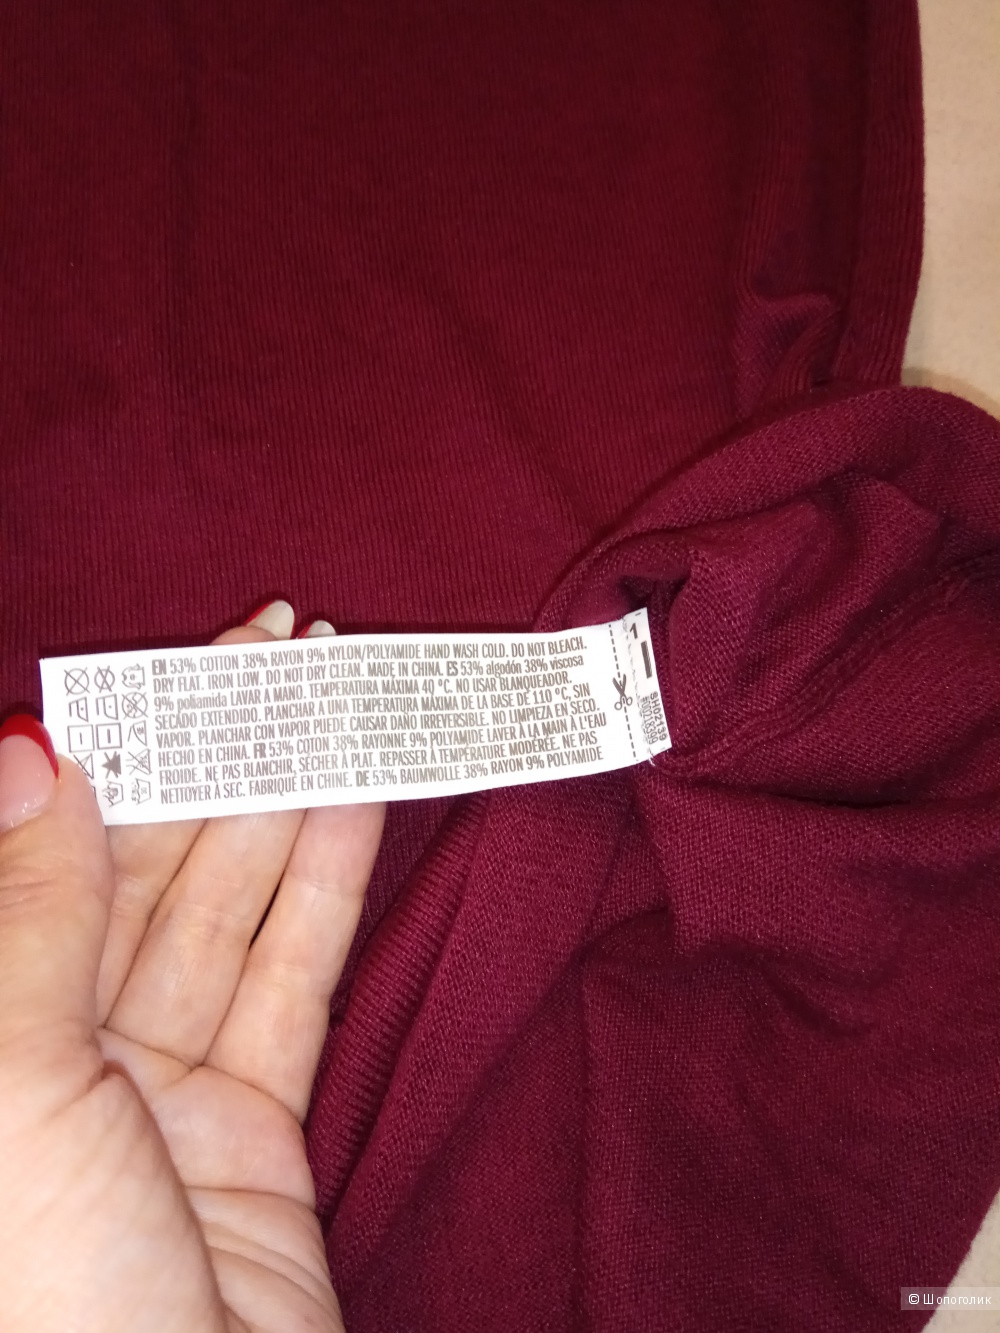 EN 53% COTTON 38% RAYON 9% NYLON/POLYAMIDE HAND WASH COLD. DO NOT BLEACH.
DRY FLAT. IRON LOW. DO NOT DRY CLEAN. MADE IN CHINA. ES 53% algodón 38% viscosa
9% poliamida LAVAR A MANO. TEMPERATURA MÁXIMA 40 °C. NO USAR BLANQUEADOR.
SECADO EXTENDIDO. PLANCHAR A UNA TEMPERATURA MÁXIMA DE LA BASE DE 110 °C, SIN
VAPOR. PLANCHAR CON VAPOR PUEDE CAUSAR DAÑO IRREVERSIBLE. NO LIMPIEZA EN SECO.
HECHO EN CHINA. FR 53% COTON 38% RAYONNE 9% POLYAMIDE LAVER À LA MAIN À L'EAU
FROIDE. NE PAS BLANCHIR, SÉCHER À PLAT. REPASSER À TEMPÉRATURE MODÉRÉE. NE PAS
NETTOYER À SEC. FABRIQUÉ EN CHINE. DE 53% BAUMWOLLE 38% RAYON 9% POLYAMIDE
1
SH02139
© Шопоголик